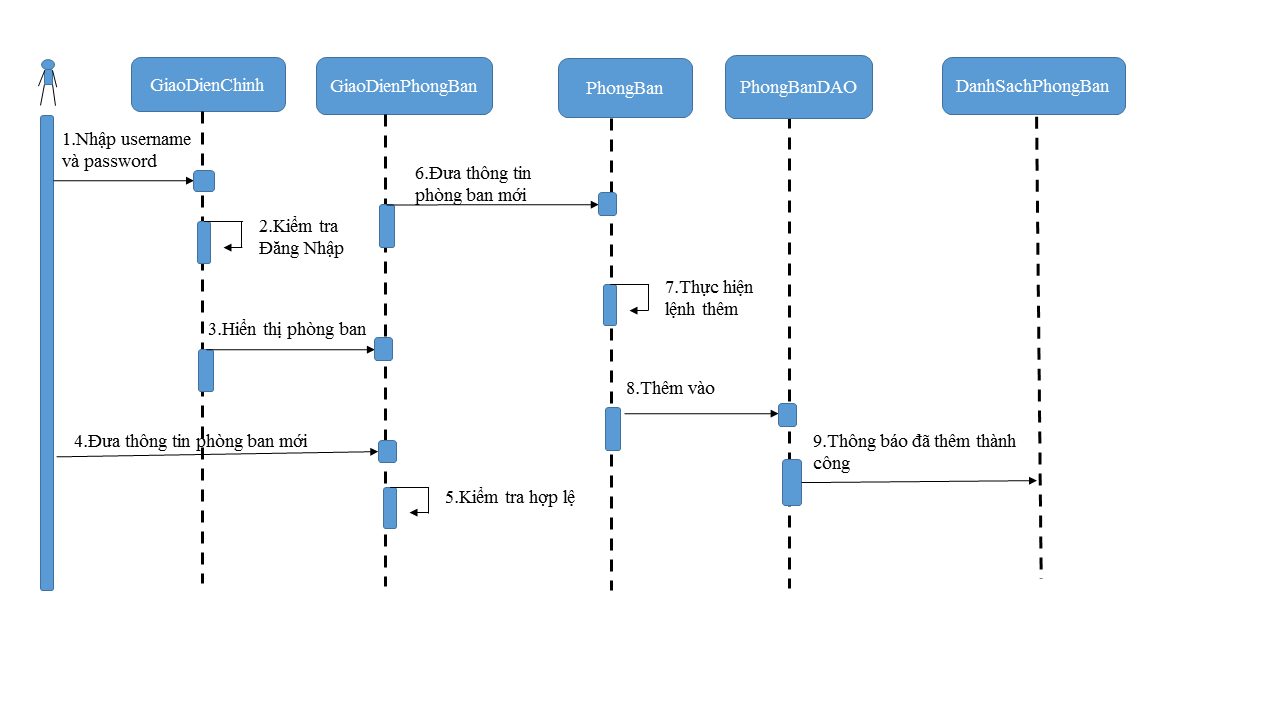 GiaoDienChinh
GiaoDienPhongBan
PhongBan
PhongBanDAO
DanhSachPhongBan
1.Nhập username
và password
2.Kiểm tra
Đăng Nhập
3.Hiển thị phòng ban
4.Đưa thông tin phòng ban mới
5.Kiểm tra hợp lệ
6.Đưa thông tin
phòng ban mới
7.Thực hiện
lệnh thêm
8.Thêm vào
9.Thông báo đã thêm thành
công